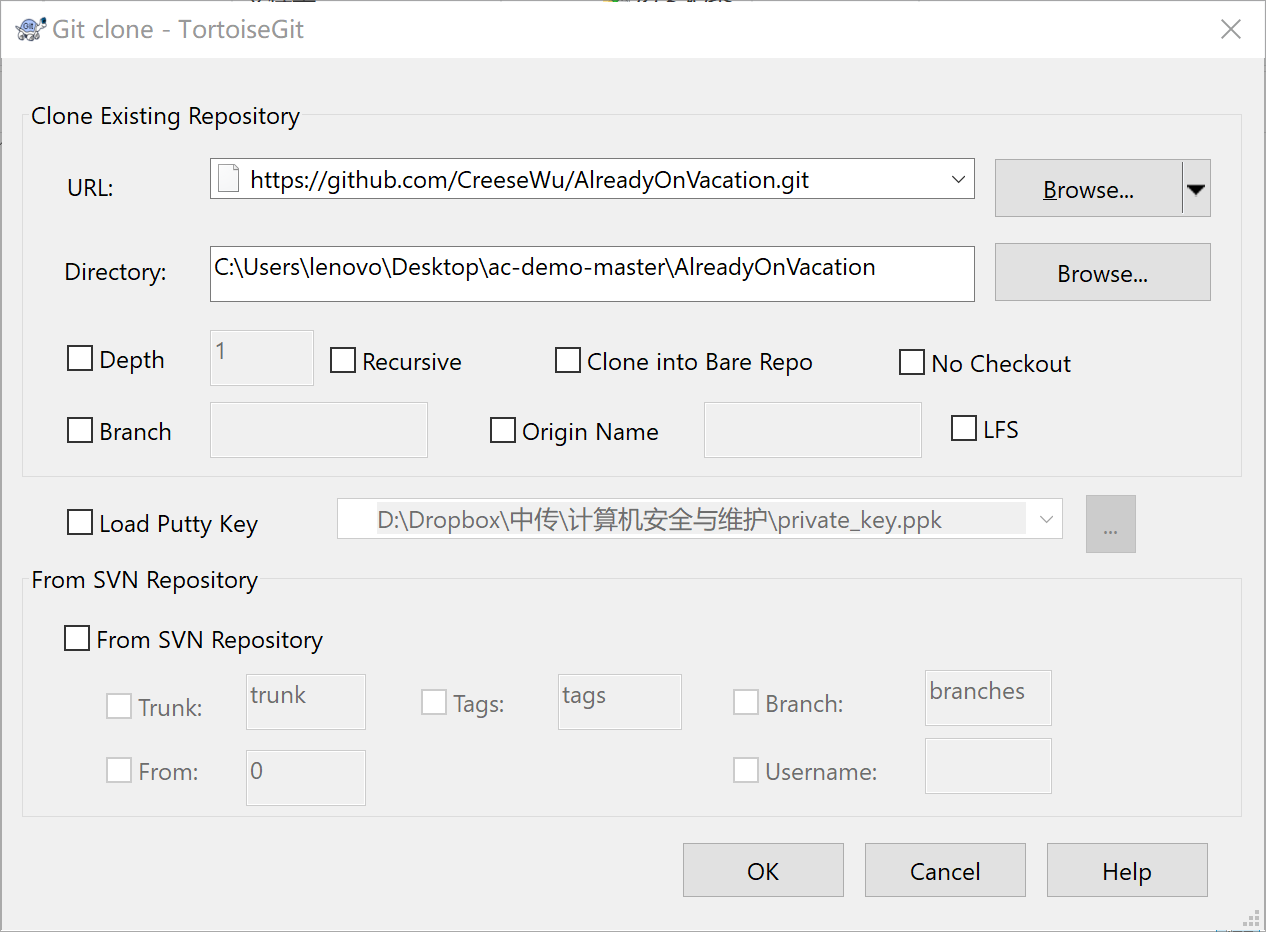 Git clone - TortoiseGit
Clone Existing Repository
URL: https://github.com/CreeseWu/AlreadyOnVacation.git Browse...
Directory: C:\Users\lenovo\Desktop\ac-demo-master\AlreadyOnVacation Browse...
Depth 1 Recursive Clone into Bare Repo No Checkout
Branch Origin Name LFS
Load Putty Key D:\Dropbox\中传\计算机安全与维护\private_key.ppk ...
From SVN Repository
From SVN Repository
Trunk: trunk Tags: tags Branch: branches
From: 0 Username:
OK Cancel Help